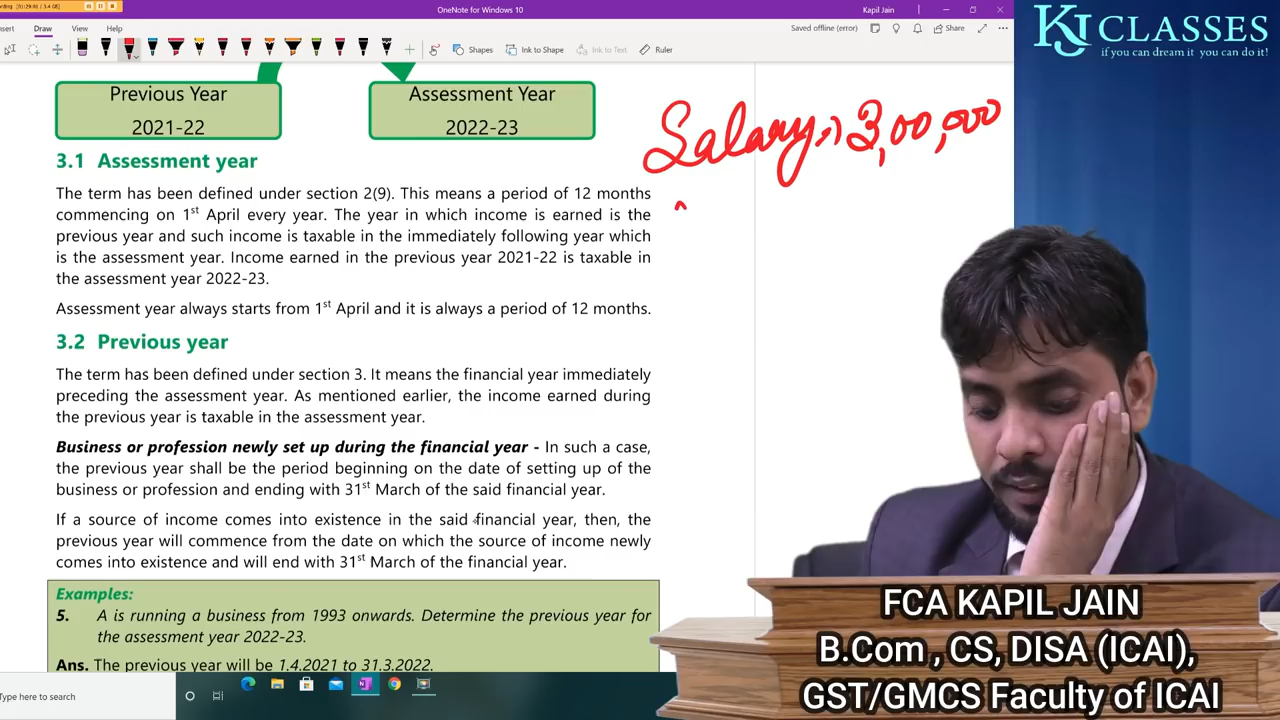 OneNote for Windows 10
Kapil Jain
Insert Draw View Help
Saved offline (error)
Share
Shapes
Ink to Shape
Ink to Text
Ruler
KJ CLASSES
if you can dream it you can do it!
Previous Year
2021-22
Assessment Year
2022-23
Salary 3,00,000
3.1 Assessment year
The term has been defined under section 2(9). This means a period of 12 months
commencing on 1st April every year. The year in which income is earned is the
previous year and such income is taxable in the immediately following year which
is the assessment year. Income earned in the previous year 2021-22 is taxable in
the assessment year 2022-23.
Assessment year always starts from 1st April and it is always a period of 12 months.
3.2 Previous year
The term has been defined under section 3. It means the financial year immediately
preceding the assessment year. As mentioned earlier, the income earned during
the previous year is taxable in the assessment year.
Business or profession newly set up during the financial year - In such a case,
the previous year shall be the period beginning on the date of setting up of the
business or profession and ending with 31st March of the said financial year.
If a source of income comes into existence in the said financial year, then, the
previous year will commence from the date on which the source of income newly
comes into existence and will end with 31st March of the financial year.
Examples:
5. A is running a business from 1993 onwards. Determine the previous year for
the assessment year 2022-23.
Ans. The previous year will be 1.4.2021 to 31.3.2022.
Type here to search
FCA KAPIL JAIN
B.Com , CS, DISA (ICAI),
GST/GMCS Faculty of ICAI